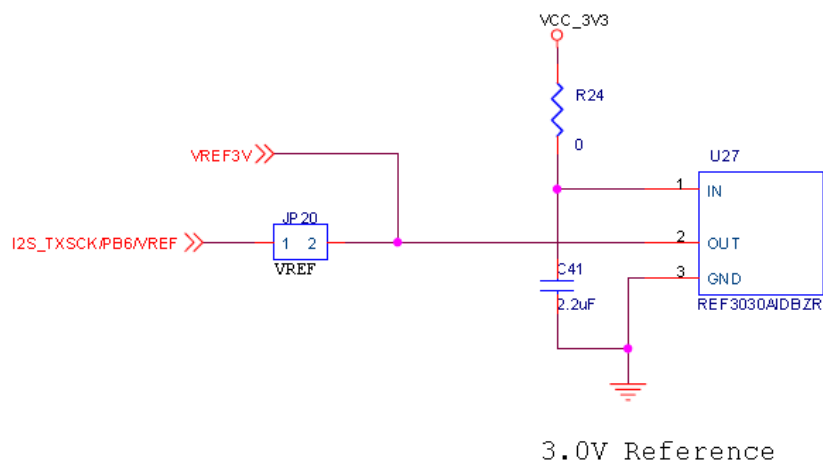 VCC_3V3
R24
0
U27
VREF3V
1
IN
JP20
I2S_TXSCK/PB6/VREF
1 2
2
OUT
VREF
C41
3
GND
2.2uF
REF3030AIDBZR
3.0V Reference